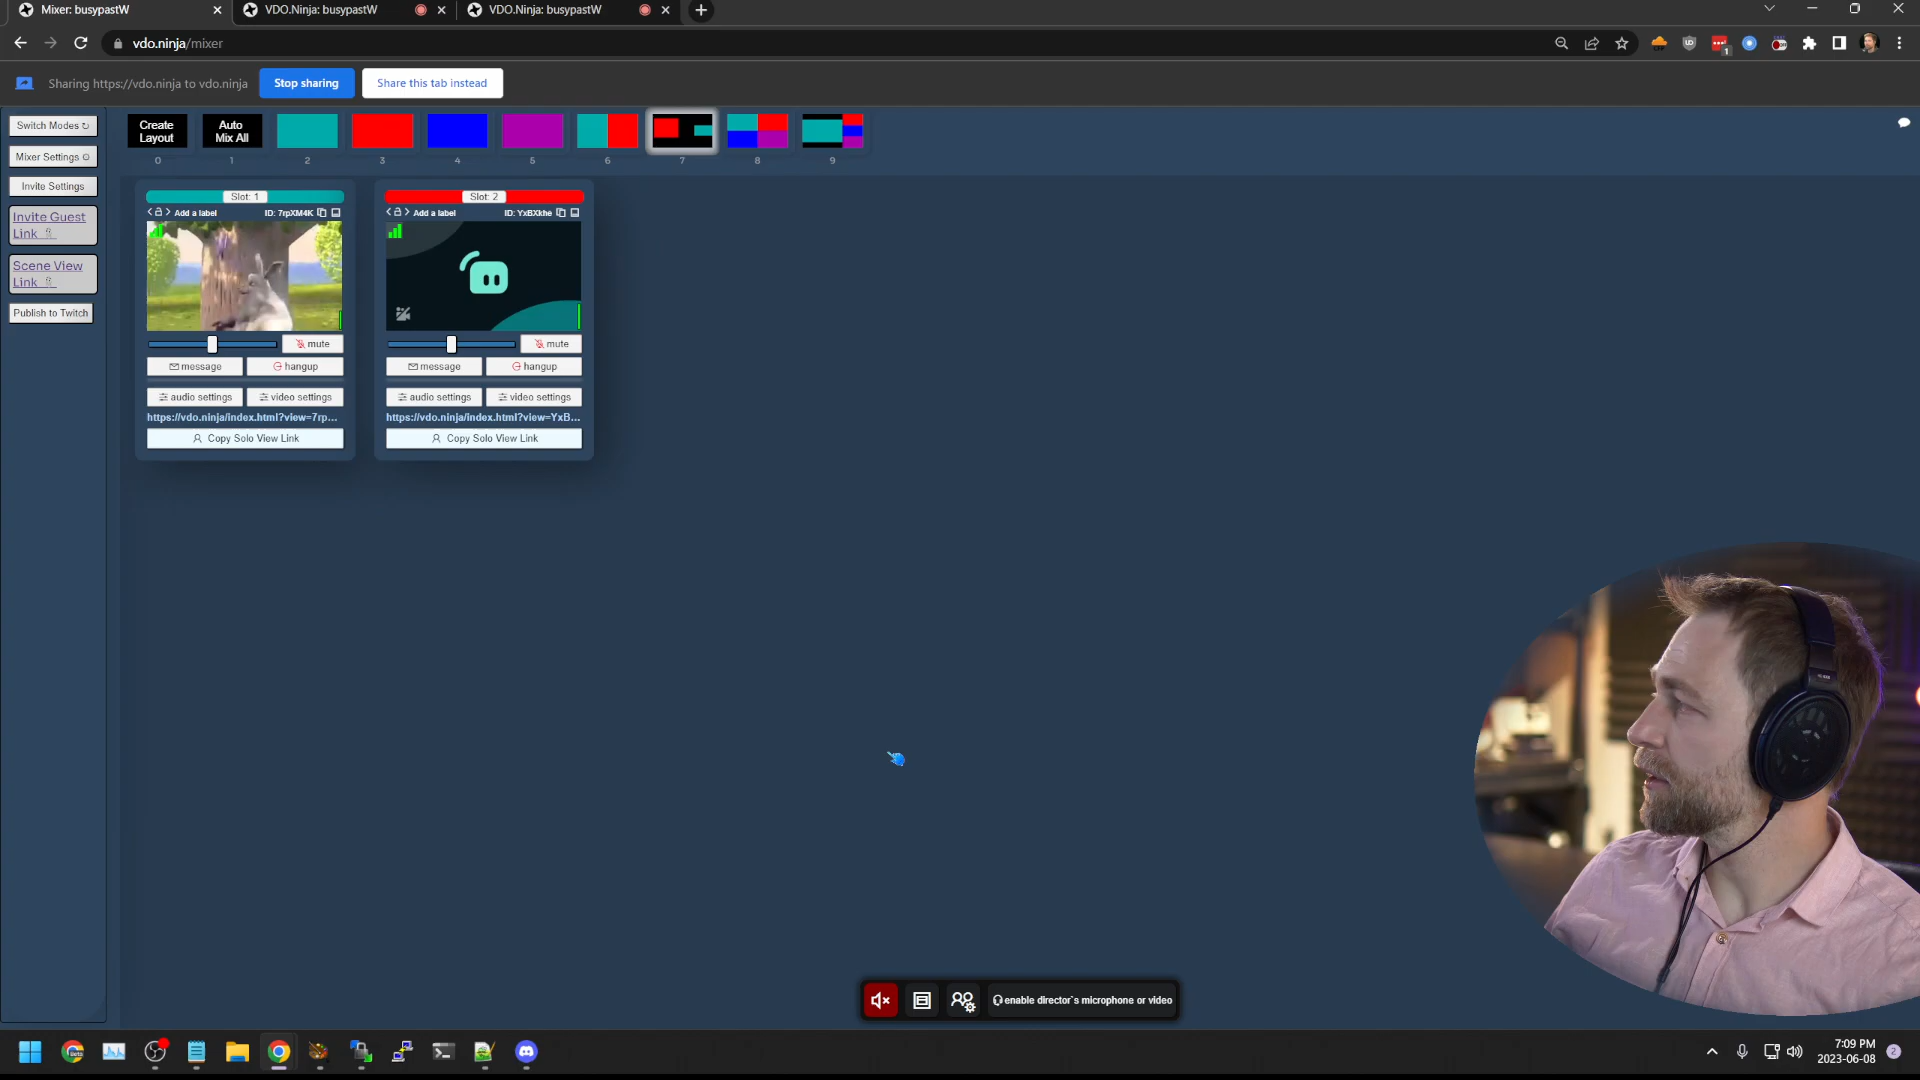 Mixer: busypastW
VDO.Ninja: busypastW
VDO.Ninja: busypastW
vdo.ninja/mixer
1
Sharing https://vdo.ninja to vdo.ninja
Stop sharing
Share this tab instead
Switch Modes
Mixer Settings
Invite Settings
Invite Guest
Link
Scene View
Link
Publish to Twitch
Create
Layout
Auto
Mix All
0 1 2 3 4 5 6 7 8 9
Slot: 1
Add a label ID: 7rpXM4K
mute
message
hangup
audio settings
video settings
https://vdo.ninja/index.html?view=7rp...
Copy Solo View Link
Slot: 2
Add a label ID: YxBXkhe
mute
message
hangup
audio settings
video settings
https://vdo.ninja/index.html?view=YxB...
Copy Solo View Link
enable director`s microphone or video
7:09 PM
2023-06-08
2